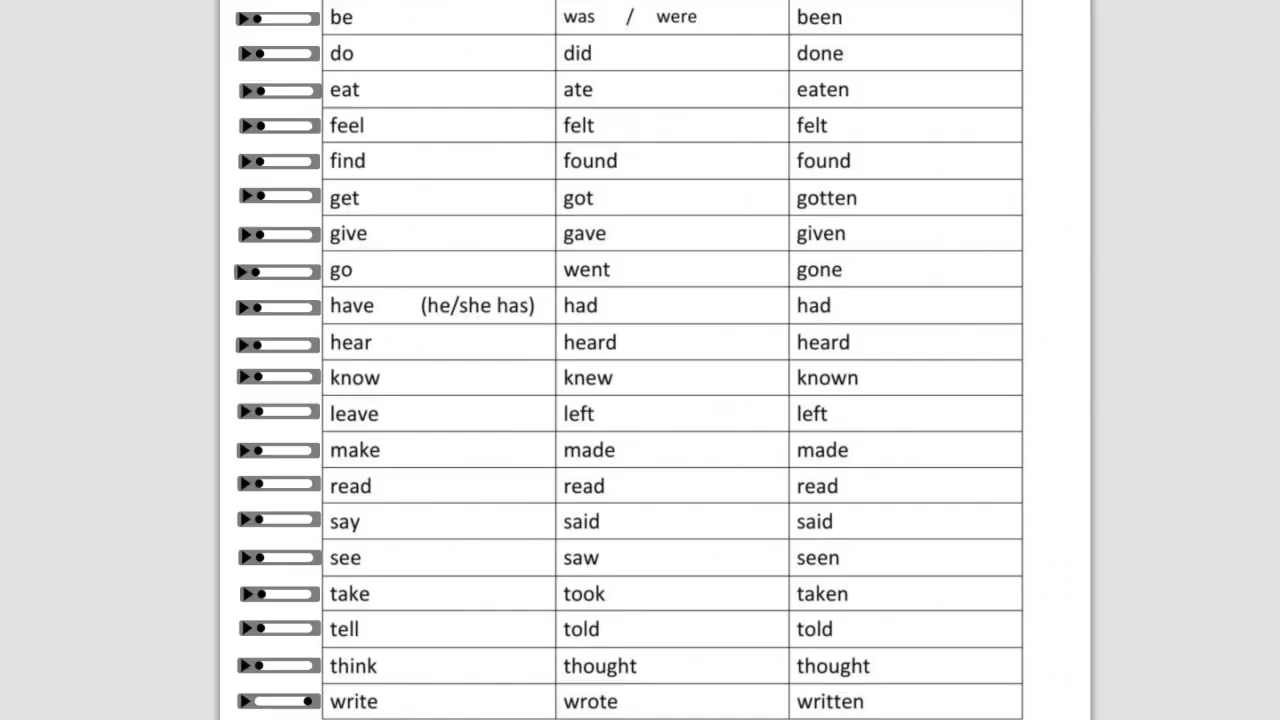 be was / were been
do did done
eat ate eaten
feel felt felt
find found found
get got gotten
give gave given
go went gone
have (he/she has) had had
hear heard heard
know knew known
leave left left
make made made
read read read
say said said
see saw seen
take took taken
tell told told
think thought thought
write wrote written